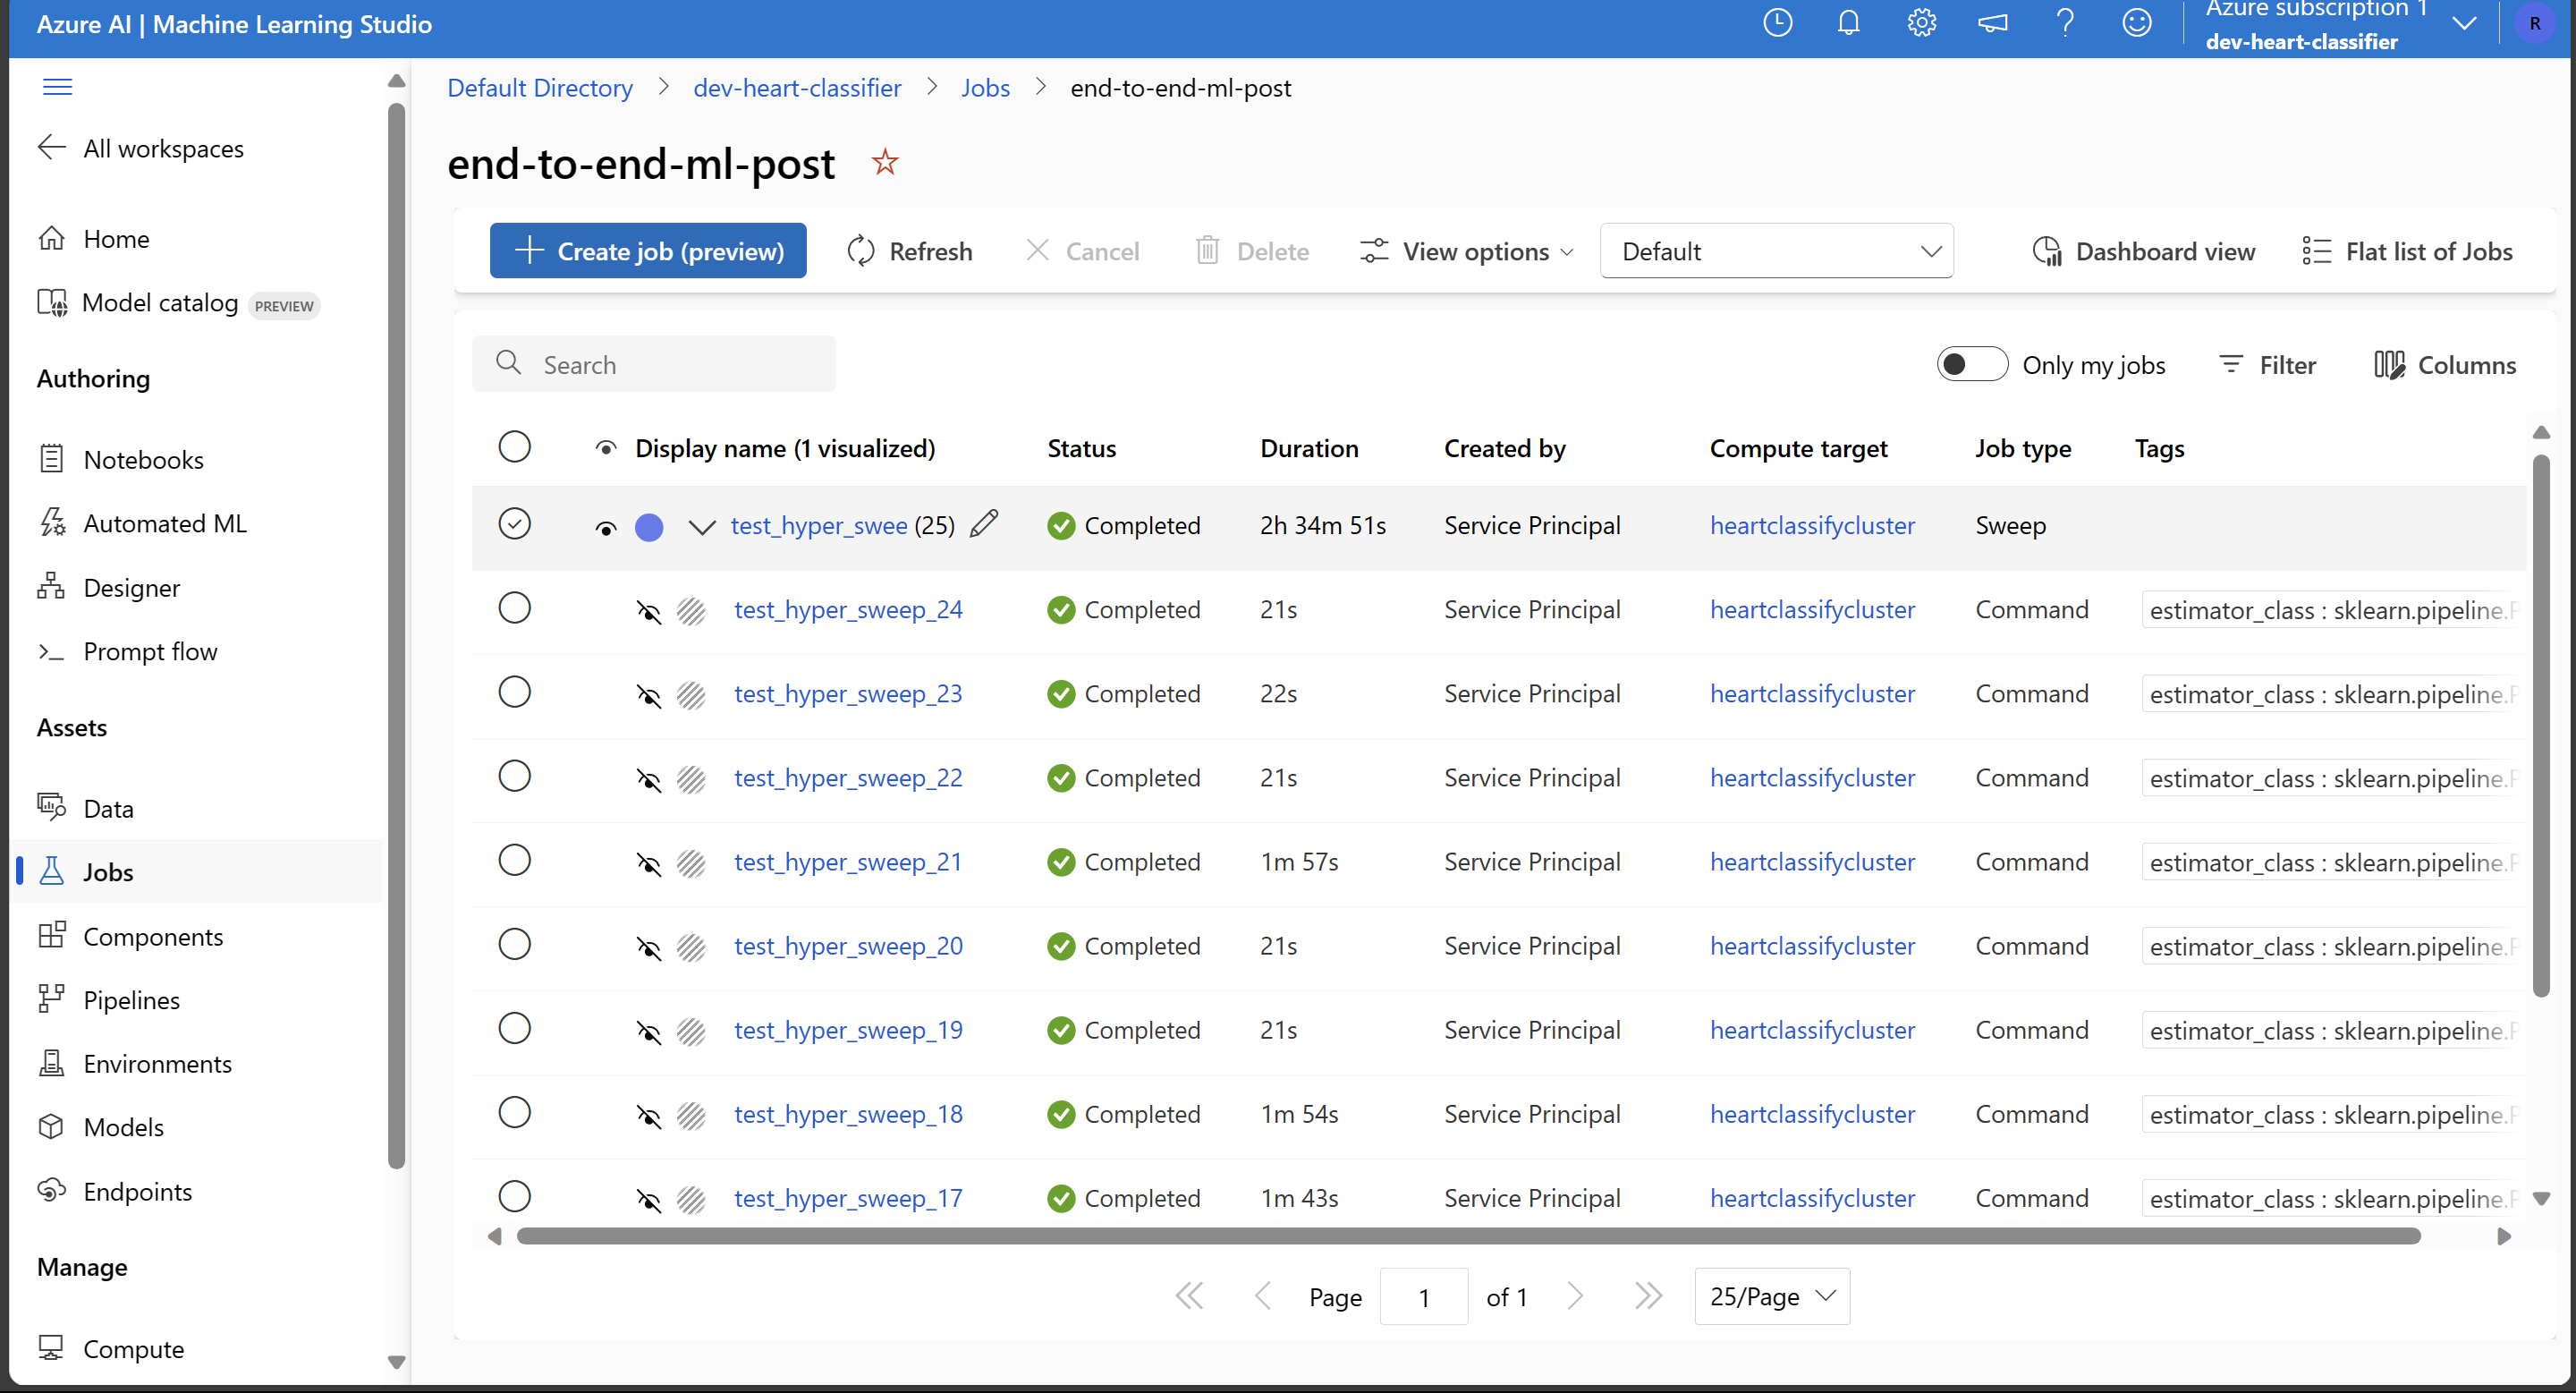 Azure AI | Machine Learning Studio
Azure subscription 1
dev-heart-classifier
R
All workspaces
Home
Model catalog PREVIEW
Authoring
Notebooks
Automated ML
Designer
Prompt flow
Assets
Data
Jobs
Components
Pipelines
Environments
Models
Endpoints
Manage
Compute
Default Directory > dev-heart-classifier > Jobs > end-to-end-ml-post
end-to-end-ml-post
Create job (preview) Refresh Cancel Delete View options Default Dashboard view Flat list of Jobs
Search Only my jobs Filter Columns
Display name (1 visualized) Status Duration Created by Compute target Job type Tags
test_hyper_swee (25) Completed 2h 34m 51s Service Principal heartclassifycluster Sweep
test_hyper_sweep_24 Completed 21s Service Principal heartclassifycluster Command estimator_class : sklearn.pipeline.P
test_hyper_sweep_23 Completed 22s Service Principal heartclassifycluster Command estimator_class : sklearn.pipeline.P
test_hyper_sweep_22 Completed 21s Service Principal heartclassifycluster Command estimator_class : sklearn.pipeline.P
test_hyper_sweep_21 Completed 1m 57s Service Principal heartclassifycluster Command estimator_class : sklearn.pipeline.P
test_hyper_sweep_20 Completed 21s Service Principal heartclassifycluster Command estimator_class : sklearn.pipeline.P
test_hyper_sweep_19 Completed 21s Service Principal heartclassifycluster Command estimator_class : sklearn.pipeline.P
test_hyper_sweep_18 Completed 1m 54s Service Principal heartclassifycluster Command estimator_class : sklearn.pipeline.P
test_hyper_sweep_17 Completed 1m 43s Service Principal heartclassifycluster Command estimator_class : sklearn.pipeline.P
Page 1 of 1 25/Page